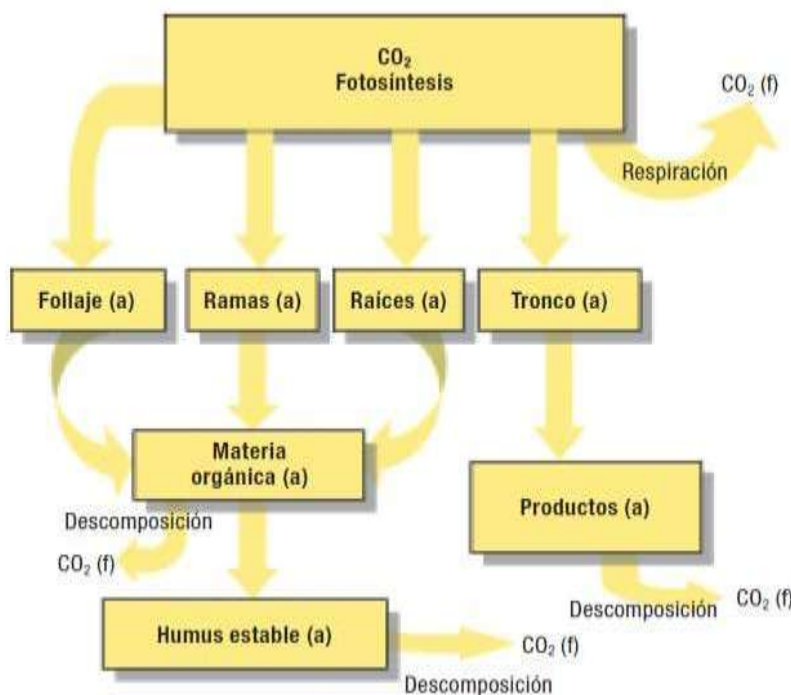 CO₂
Fotosíntesis
CO₂ (f)
Respiración
Follaje (a)
Ramas (a)
Raíces (a)
Tronco (a)
Materia
orgánica (a)
Productos (a)
Descomposición
CO₂ (f)
Descomposición
CO₂ (f)
Humus estable (a)
CO₂ (f)
Descomposición